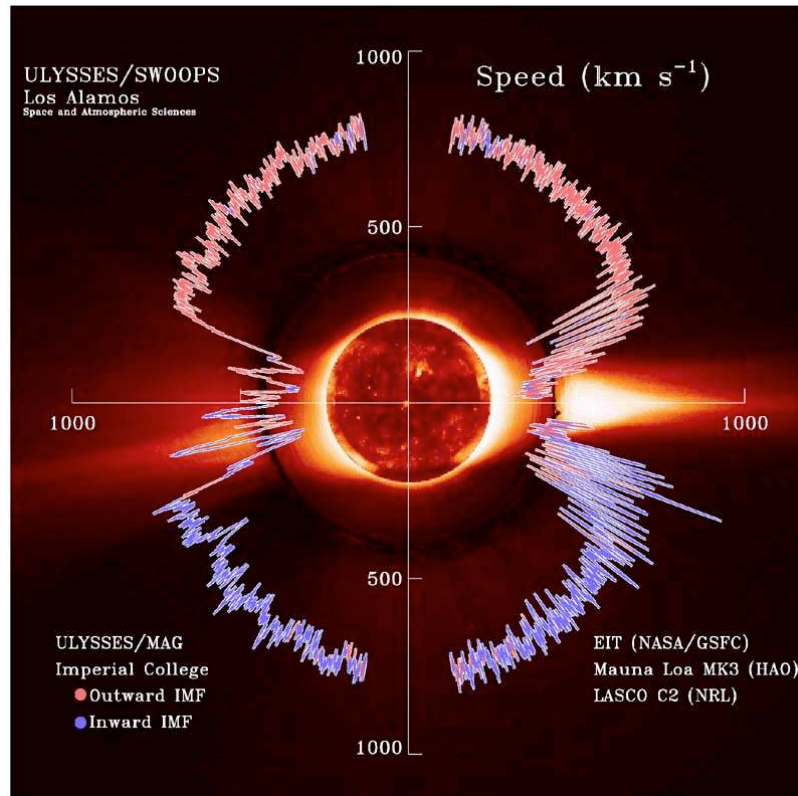 ULYSSES/SWOOPS
Los Alamos
Space and Atmospheric Sciences
Speed (km s⁻¹)
1000
500
1000
1000
500
1000
ULYSSES/MAG
Imperial College
Outward IMF
Inward IMF
EIT (NASA/GSFC)
Mauna Loa MK3 (HAO)
LASCO C2 (NRL)